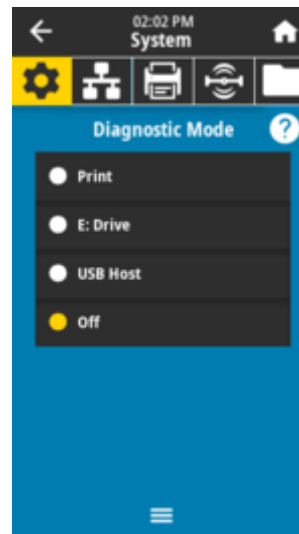 02:02 PM
System
Diagnostic Mode
?
Print
E: Drive
USB Host
Off